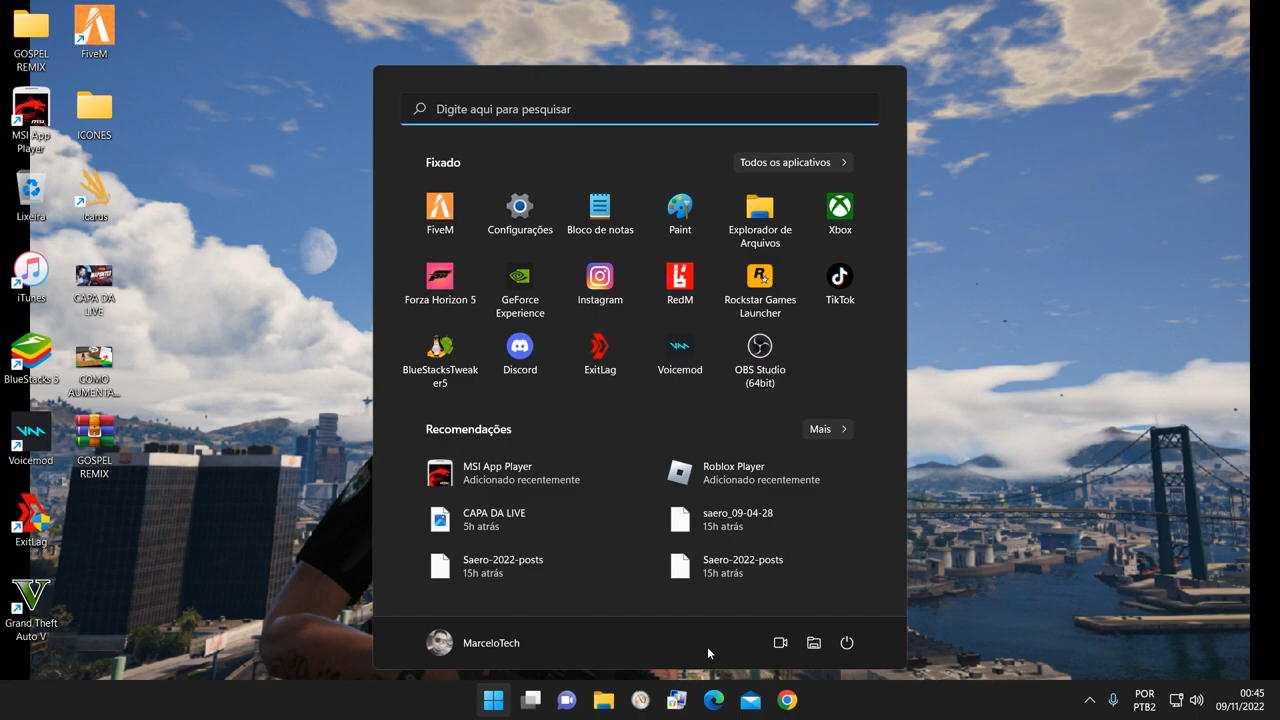 GOSPEL
REMIX
FiveM
MSI App
Player
ICONES
Lixeira
Icarus
iTunes
CAPA DA
LIVE
BlueStacks 5
COMO
AUMENTA...
Voicemod
GOSPEL
REMIX
ExitLag
Grand Theft
Auto V
Digite aqui para pesquisar
Fixado
Todos os aplicativos
FiveM
Configurações
Bloco de notas
Paint
Explorador de
Arquivos
Xbox
Forza Horizon 5
GeForce
Experience
Instagram
RedM
Rockstar Games
Launcher
TikTok
BlueStacksTweak
er5
Discord
ExitLag
Voicemod
OBS Studio
(64bit)
Recomendações
Mais
MSI App Player
Adicionado recentemente
Roblox Player
Adicionado recentemente
CAPA DA LIVE
5h atrás
saero_09-04-28
15h atrás
Saero-2022-posts
15h atrás
Saero-2022-posts
15h atrás
MarceloTech
POR
PTB2
00:45
09/11/2022